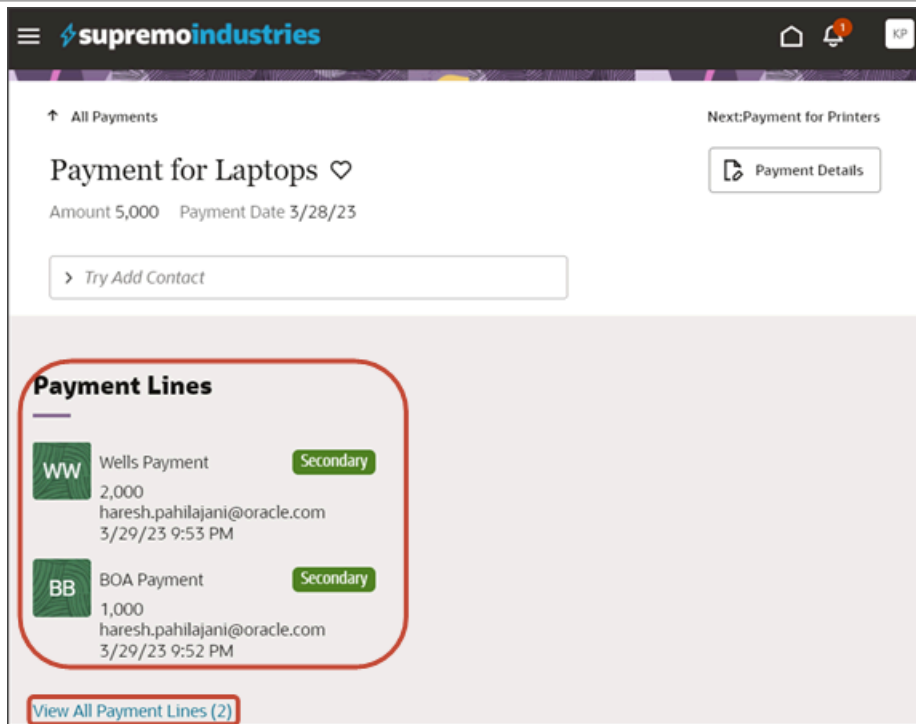 supremoindustries
1
KP
All Payments
Next:Payment for Printers
Payment for Laptops
Payment Details
Amount 5,000 Payment Date 3/28/23
Try Add Contact
Payment Lines
WW
Wells Payment
Secondary
2,000
haresh.pahilajani@oracle.com
3/29/23 9:53 PM
BB
BOA Payment
Secondary
1,000
haresh.pahilajani@oracle.com
3/29/23 9:52 PM
View All Payment Lines (2)